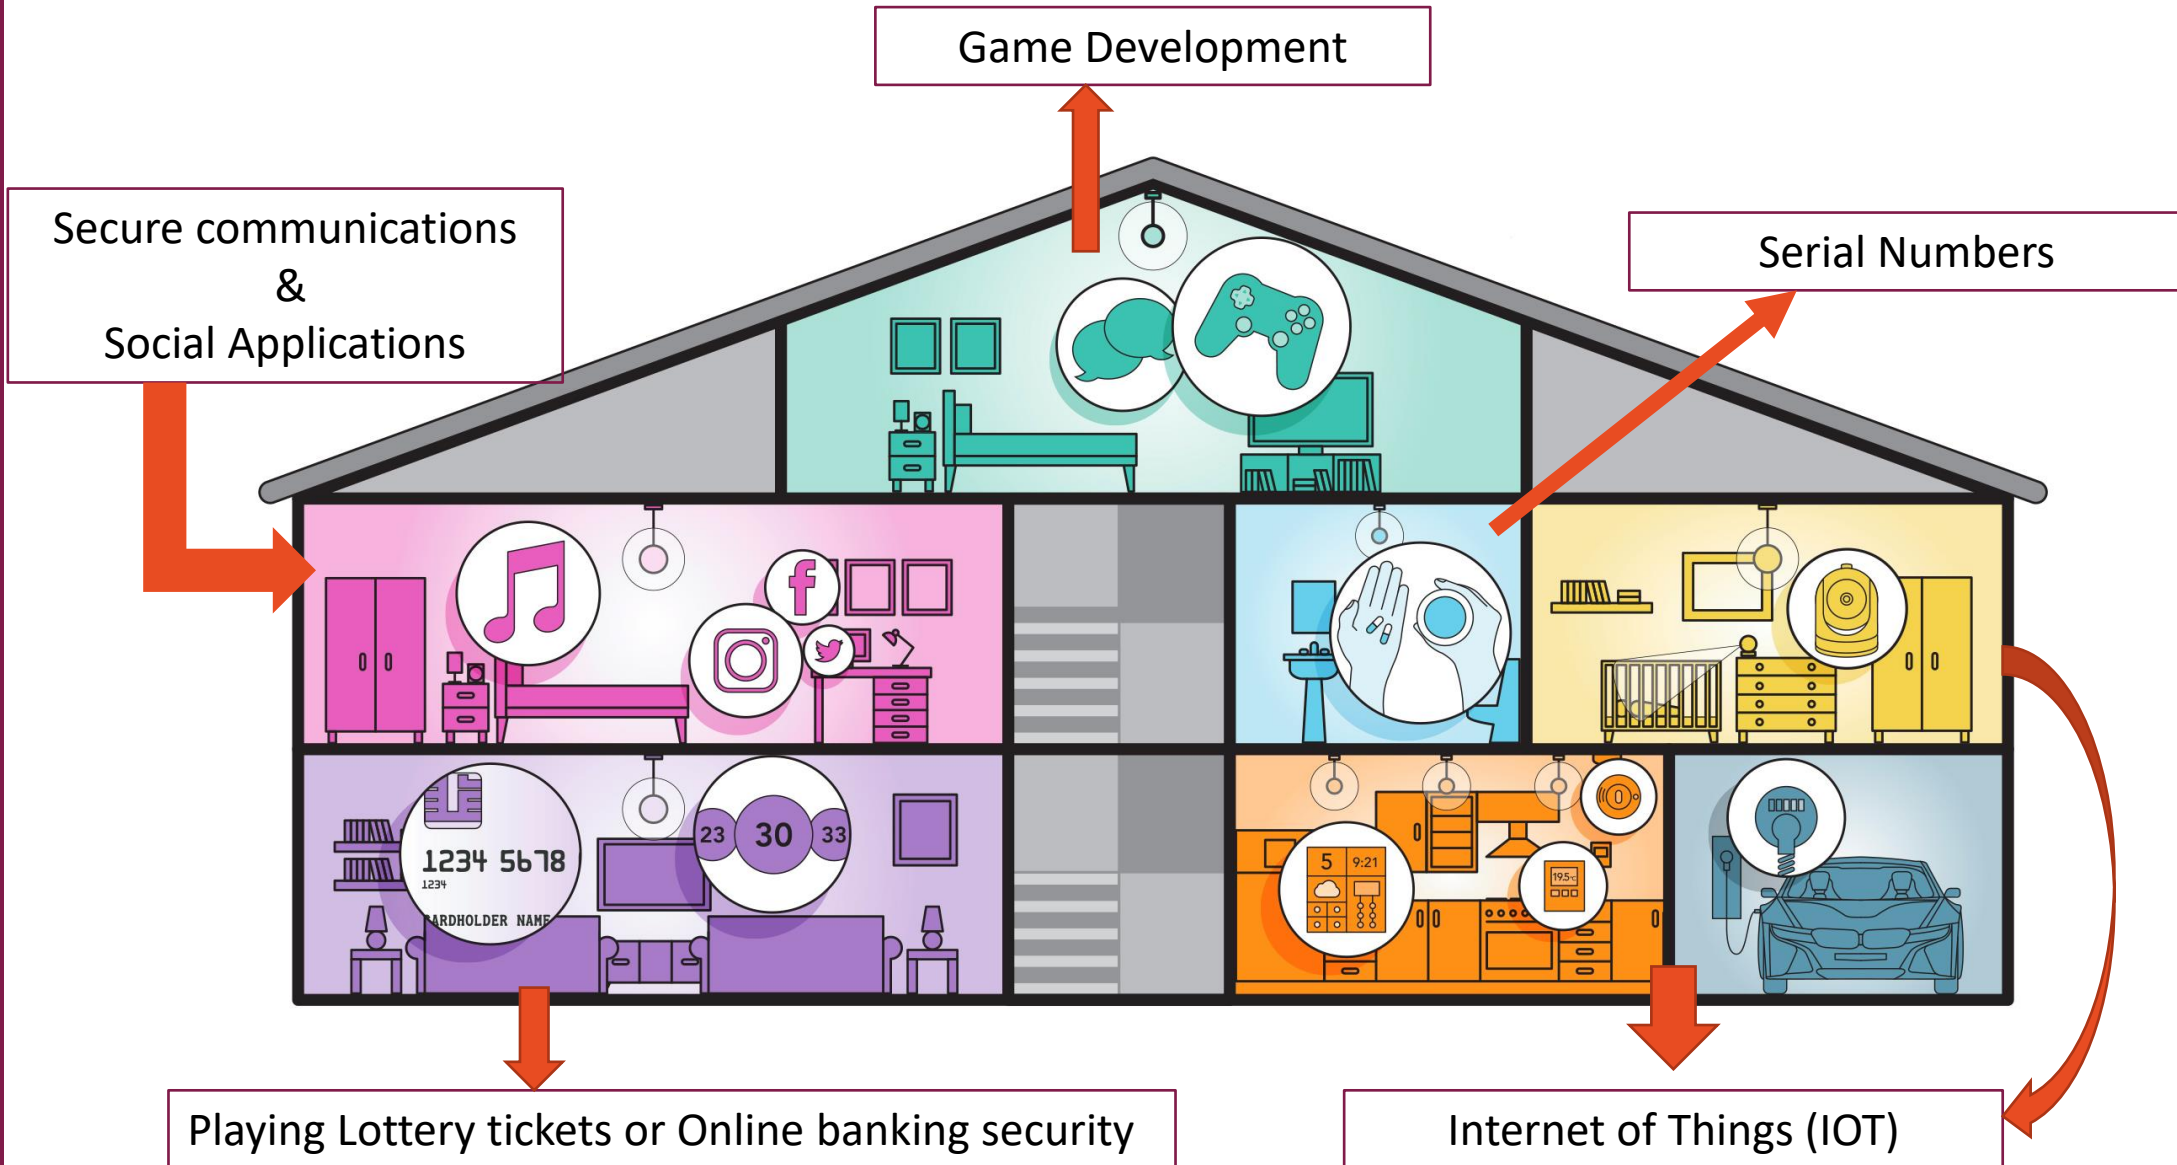 Game Development
Secure communications
&
Social Applications
Serial Numbers
1234 5678
1234
CARDHOLDER NAME
23 30 33
5 9:21
19.5°C
Playing Lottery tickets or Online banking security
Internet of Things (IOT)